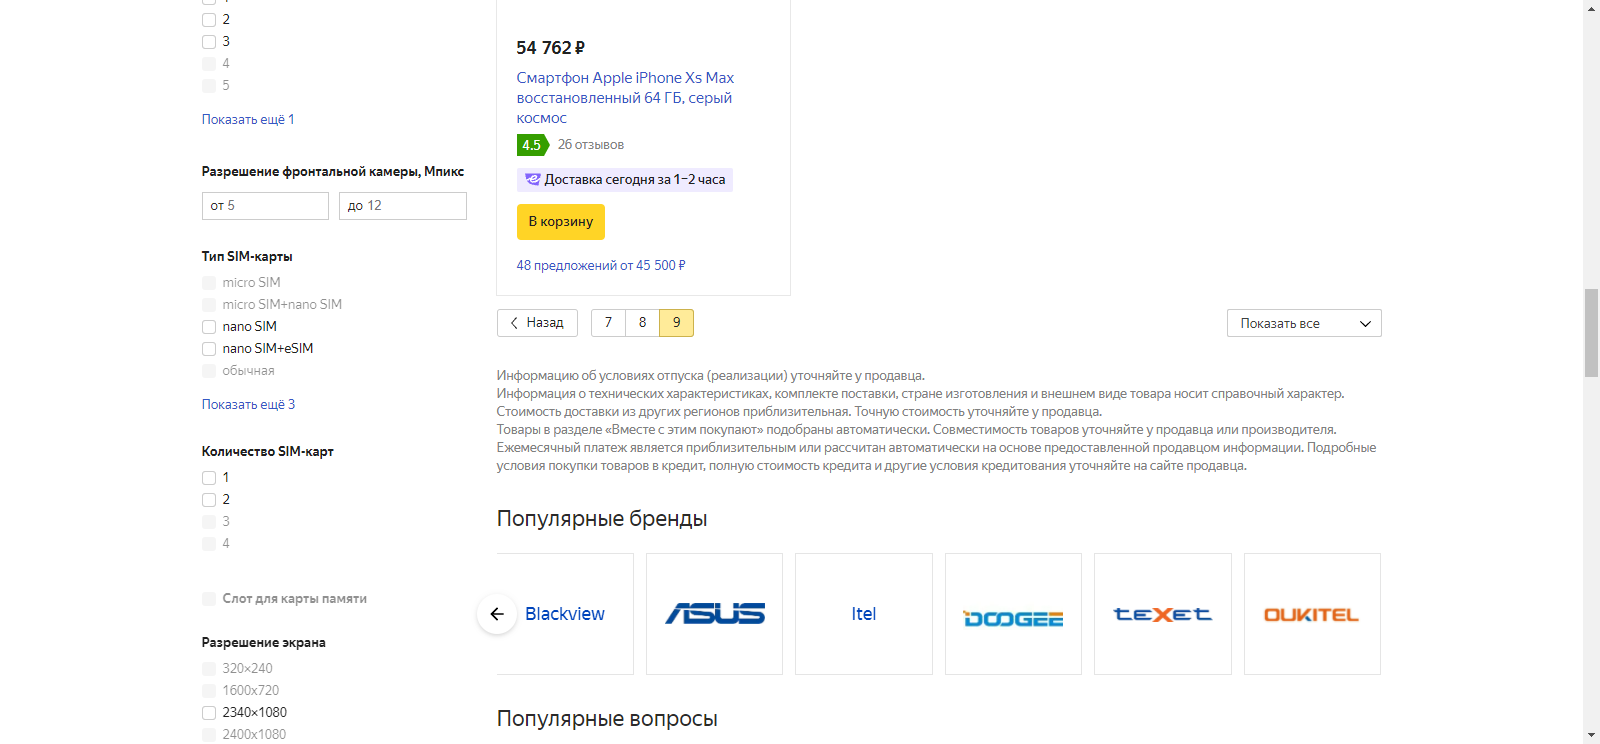 2
3
4
5
Показать ещё 1
Разрешение фронтальной камеры, Мпикс
от 5
до 12
Тип SIM-карты
micro SIM
micro SIM+nano SIM
nano SIM
nano SIM+eSIM
обычная
Показать ещё 3
Количество SIM-карт
1
2
3
4
Слот для карты памяти
Разрешение экрана
320×240
1600x720
2340×1080
2400x1080
54 762 ₽
Смартфон Apple iPhone Xs Max
восстановленный 64 ГБ, серый
космос
4.5 26 отзывов
Доставка сегодня за 1–2 часа
В корзину
48 предложений от 45 500 ₽
Назад 7 8 9
Показать все
Информацию об условиях отпуска (реализации) уточняйте у продавца.
Информация о технических характеристиках, комплекте поставки, стране изготовления и внешнем виде товара носит справочный характер.
Стоимость доставки из других регионов приблизительная. Точную стоимость уточняйте у продавца.
Товары в разделе «Вместе с этим покупают» подобраны автоматически. Совместимость товаров уточняйте у продавца или производителя.
Ежемесячный платеж является приблизительным или рассчитан автоматически на основе предоставленной продавцом информации. Подробные
условия покупки товаров в кредит, полную стоимость кредита и другие условия кредитования уточняйте на сайте продавца.
Популярные бренды
Blackview
ASUS
Itel
DOOGEE
teXet
OUKITEL
Популярные вопросы